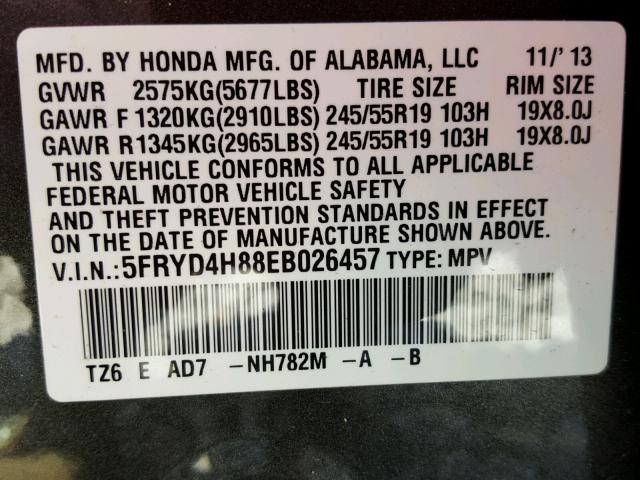 MFD. BY HONDA MFG. OF ALABAMA, LLC 11/' 13
GVWR 2575KG(5677LBS) TIRE SIZE RIM SIZE
GAWR F 1320KG(2910LBS) 245/55R19 103H 19X8.0J
GAWR R1345KG(2965LBS) 245/55R19 103H 19X8.0J
THIS VEHICLE CONFORMS TO ALL APPLICABLE
FEDERAL MOTOR VEHICLE SAFETY
AND THEFT PREVENTION STANDARDS IN EFFECT
ON THE DATE OF MANUFACTURE SHOWN ABOVE.
V.I.N.:5FRYD4H88EB026457 TYPE: MPV
TZ6 E AD7 -NH782M -A -B